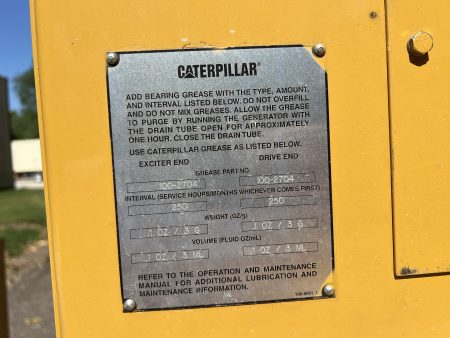 CATERPILLAR®
ADD BEARING GREASE WITH THE TYPE, AMOUNT,
AND INTERVAL LISTED BELOW. DO NOT OVERFILL
AND DO NOT MIX GREASES. ALLOW THE GREASE
TO PURGE BY RUNNING THE GENERATOR WITH
THE DRAIN TUBE OPEN FOR APPROXIMATELY
ONE HOUR. CLOSE THE DRAIN TUBE.
USE CATERPILLAR GREASE AS LISTED BELOW.
EXCITER END DRIVE END
GREASE PART NO
100-2704 100-2704
INTERVAL (SERVICE HOURS/MONTHS WHICHEVER COMES FIRST)
250 250
WEIGHT (OZ/g)
.1 OZ / 3 G .1 OZ / 3 G
VOLUME (FLUID OZ/mL)
.1 OZ / 3 ML .1 OZ / 3 ML
REFER TO THE OPERATION AND MAINTENANCE
MANUAL FOR ADDITIONAL LUBRICATION AND
MAINTENANCE INFORMATION.